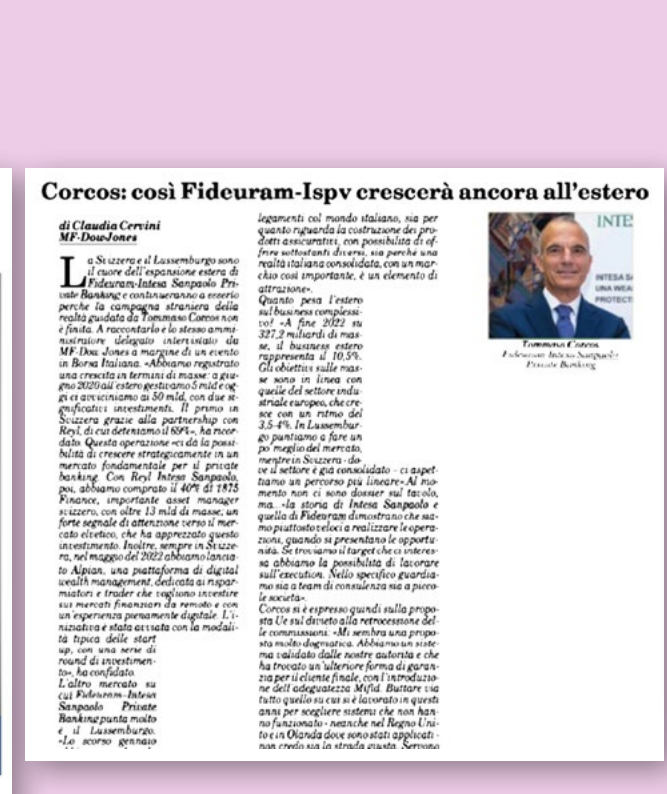 Corcos: così Fideuram-Ispv crescerà ancora all'estero
di Claudia Cervini
MF-DowJones
La Svizzera e il Lussemburgo sono
il cuore dell'espansione estera di
Fideuram-Intesa Sanpaolo Pri-
vate Banking e continueranno a esserlo
perché la campagna straniera della
realtà guidata da Tommaso Corcos non
è finita. A raccontarlo è lo stesso ammi-
nistratore delegato intervistato da
MF-Dow Jones a margine di un evento
in Borsa Italiana. «Abbiamo registrato
una crescita in termini di masse: a giu-
gno 2020 all'estero gestivamo 5 mld e og-
gi ci avviciniamo ai 50 mld, con due si-
gnificativi investimenti. Il primo in
Svizzera grazie alla partnership con
Reyl, di cui deteniamo il 69%», ha ricor-
dato. Questa operazione «ci dà la possi-
bilità di crescere strategicamente in un
mercato fondamentale per il private
banking. Con Reyl Intesa Sanpaolo,
poi, abbiamo comprato il 40% di 1875
Finance, importante asset manager
svizzero, con oltre 13 mld di masse; un
forte segnale di attenzione verso il mer-
cato elvetico, che ha apprezzato questo
investimento. Inoltre, sempre in Svizze-
ra, nel maggio del 2022 abbiamo lancia-
to Alpian, una piattaforma di digital
wealth management, dedicata ai rispar-
miatori e trader che vogliono investire
sui mercati finanziari da remoto e con
un'esperienza pienamente digitale. L'i-
niziativa è stata avviata con la modali-
tà tipica delle start
up, con una serie di
round di investimen-
to», ha confidato.
L'altro mercato su
cui Fideuram-Intesa
Sanpaolo Private
Banking punta molto
è il Lussemburgo.
«Lo scorso gennaio
legamenti col mondo italiano, sia per
quanto riguarda la costruzione dei pro-
dotti assicurativi, con possibilità di of-
frire sottostanti diversi, sia perché una
realtà italiana consolidata, con un mar-
chio così importante, è un elemento di
attrazione».
Quanto pesa l'estero
sul business complessi-
vo? «A fine 2022 su
327,2 miliardi di mas-
se, il business estero
rappresenta il 10,5%.
Gli obiettivi sulle mas-
se sono in linea con
quelle del settore indu-
striale europeo, che cre-
sce con un ritmo del
3,5-4%. In Lussembur-
go puntiamo a fare un
po' meglio del mercato,
mentre in Svizzera - do-
ve il settore è già consolidato - ci aspet-
tiamo un percorso più lineare» Al mo-
mento non ci sono dossier sul tavolo,
ma...«la storia di Intesa Sanpaolo e
quella di Fideuram dimostrano che sia-
mo piuttosto veloci a realizzare le opera-
zioni, quando si presentano le opportu-
nità. Se troviamo il target che ci interes-
sa abbiamo la possibilità di lavorare
sull'execution. Nello specifico guardia-
mo sia a team di consulenza sia a picco-
le società».
Corcos si è espresso quindi sulla propo-
sta Ue sul divieto alla retrocessione del-
le commissioni: «Mi sembra una propo-
sta molto dogmatica. Abbiamo un siste-
ma validato dalle nostre autorità e che
ha trovato un'ulteriore forma di garan-
zia per il cliente finale, con l'introduzio-
ne dell'adeguatezza Mifid. Buttare via
tutto quello su cui si è lavorato in questi
anni per scegliere sistemi che non han-
no funzionato - neanche nel Regno Uni-
to e in Olanda dove sono stati applicati -
non credo sia la strada giusta. Servono
INTE
INTESA SA
UNA WEA
PROTECTI
Tommaso Corcos
Fideuram Intesa Sanpaolo
Private Banking